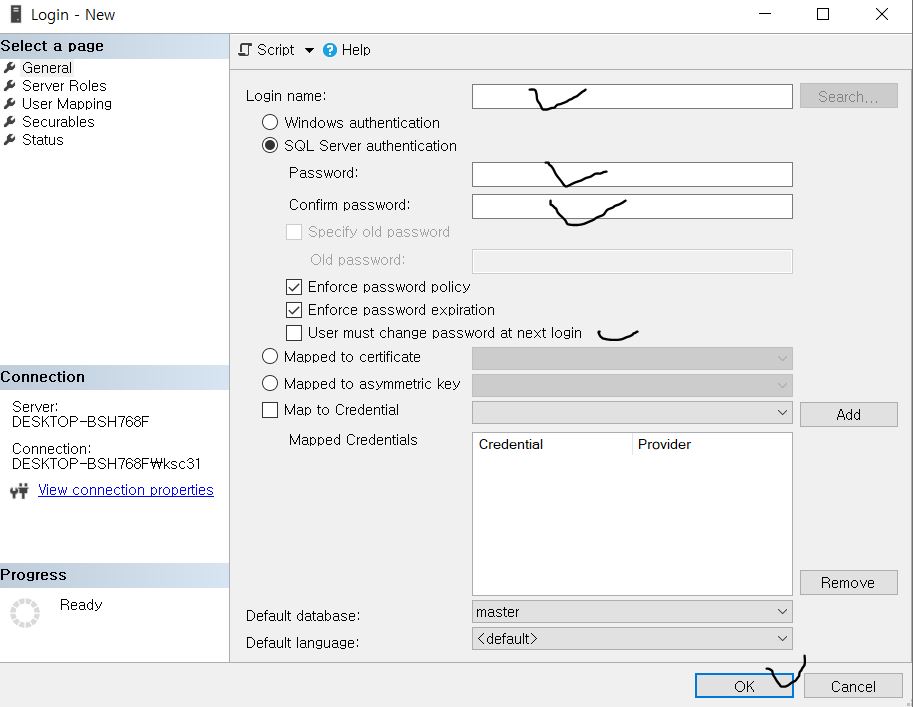 Login - New
Select a page
General
Server Roles
User Mapping
Securables
Status
Script Help
Login name: Search...
Windows authentication
SQL Server authentication
Password:
Confirm password:
Specify old password
Old password:
Enforce password policy
Enforce password expiration
User must change password at next login
Mapped to certificate
Mapped to asymmetric key
Map to Credential Add
Mapped Credentials Credential Provider
Remove
Default database: master
Default language: <default>
Connection
Server:
DESKTOP-BSH768F
Connection:
DESKTOP-BSH768F₩ksc31
View connection properties
Progress
Ready
OK Cancel